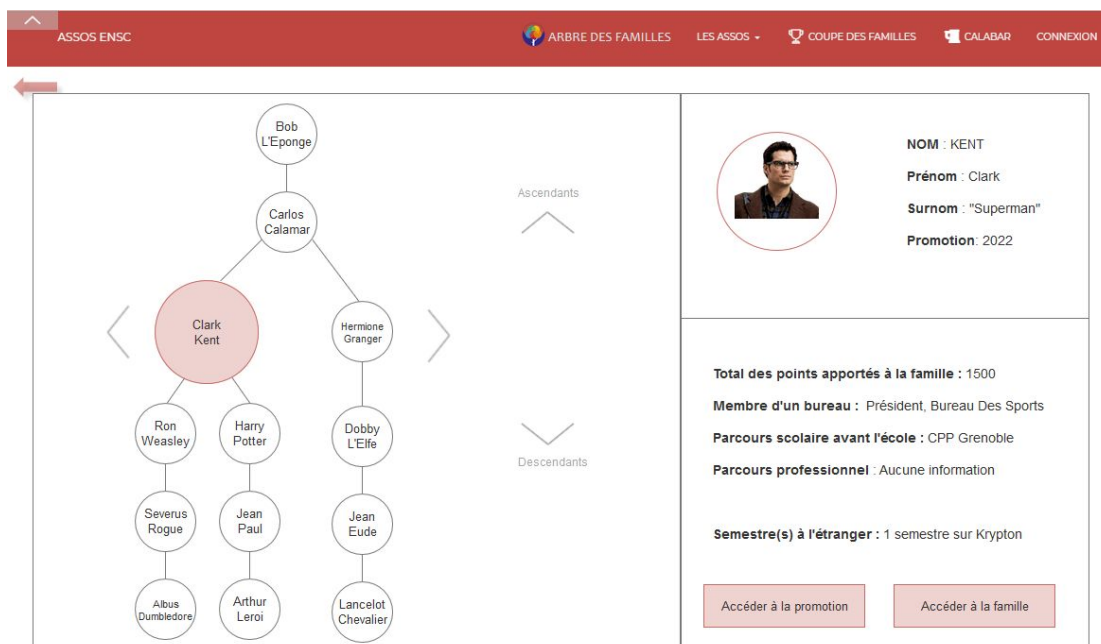 ASSOS ENSC
ARBRE DES FAMILLES
LES ASSOS
COUPE DES FAMILLES
CALABAR
CONNEXION
Bob
L'Eponge
Carlos
Calamar
Clark
Kent
Hermione
Granger
Ron
Weasley
Harry
Potter
Dobby
L'Elfe
Severus
Rogue
Jean
Paul
Jean
Eude
Albus
Dumbledore
Arthur
Leroi
Lancelot
Chevalier
Ascendants
Descendants
NOM : KENT
Prénom : Clark
Surnom : "Superman"
Promotion: 2022
Total des points apportés à la famille : 1500
Membre d'un bureau : Président, Bureau Des Sports
Parcours scolaire avant l'école : CPP Grenoble
Parcours professionnel : Aucune information
Semestre(s) à l'étranger : 1 semestre sur Krypton
Accéder à la promotion
Accéder à la famille